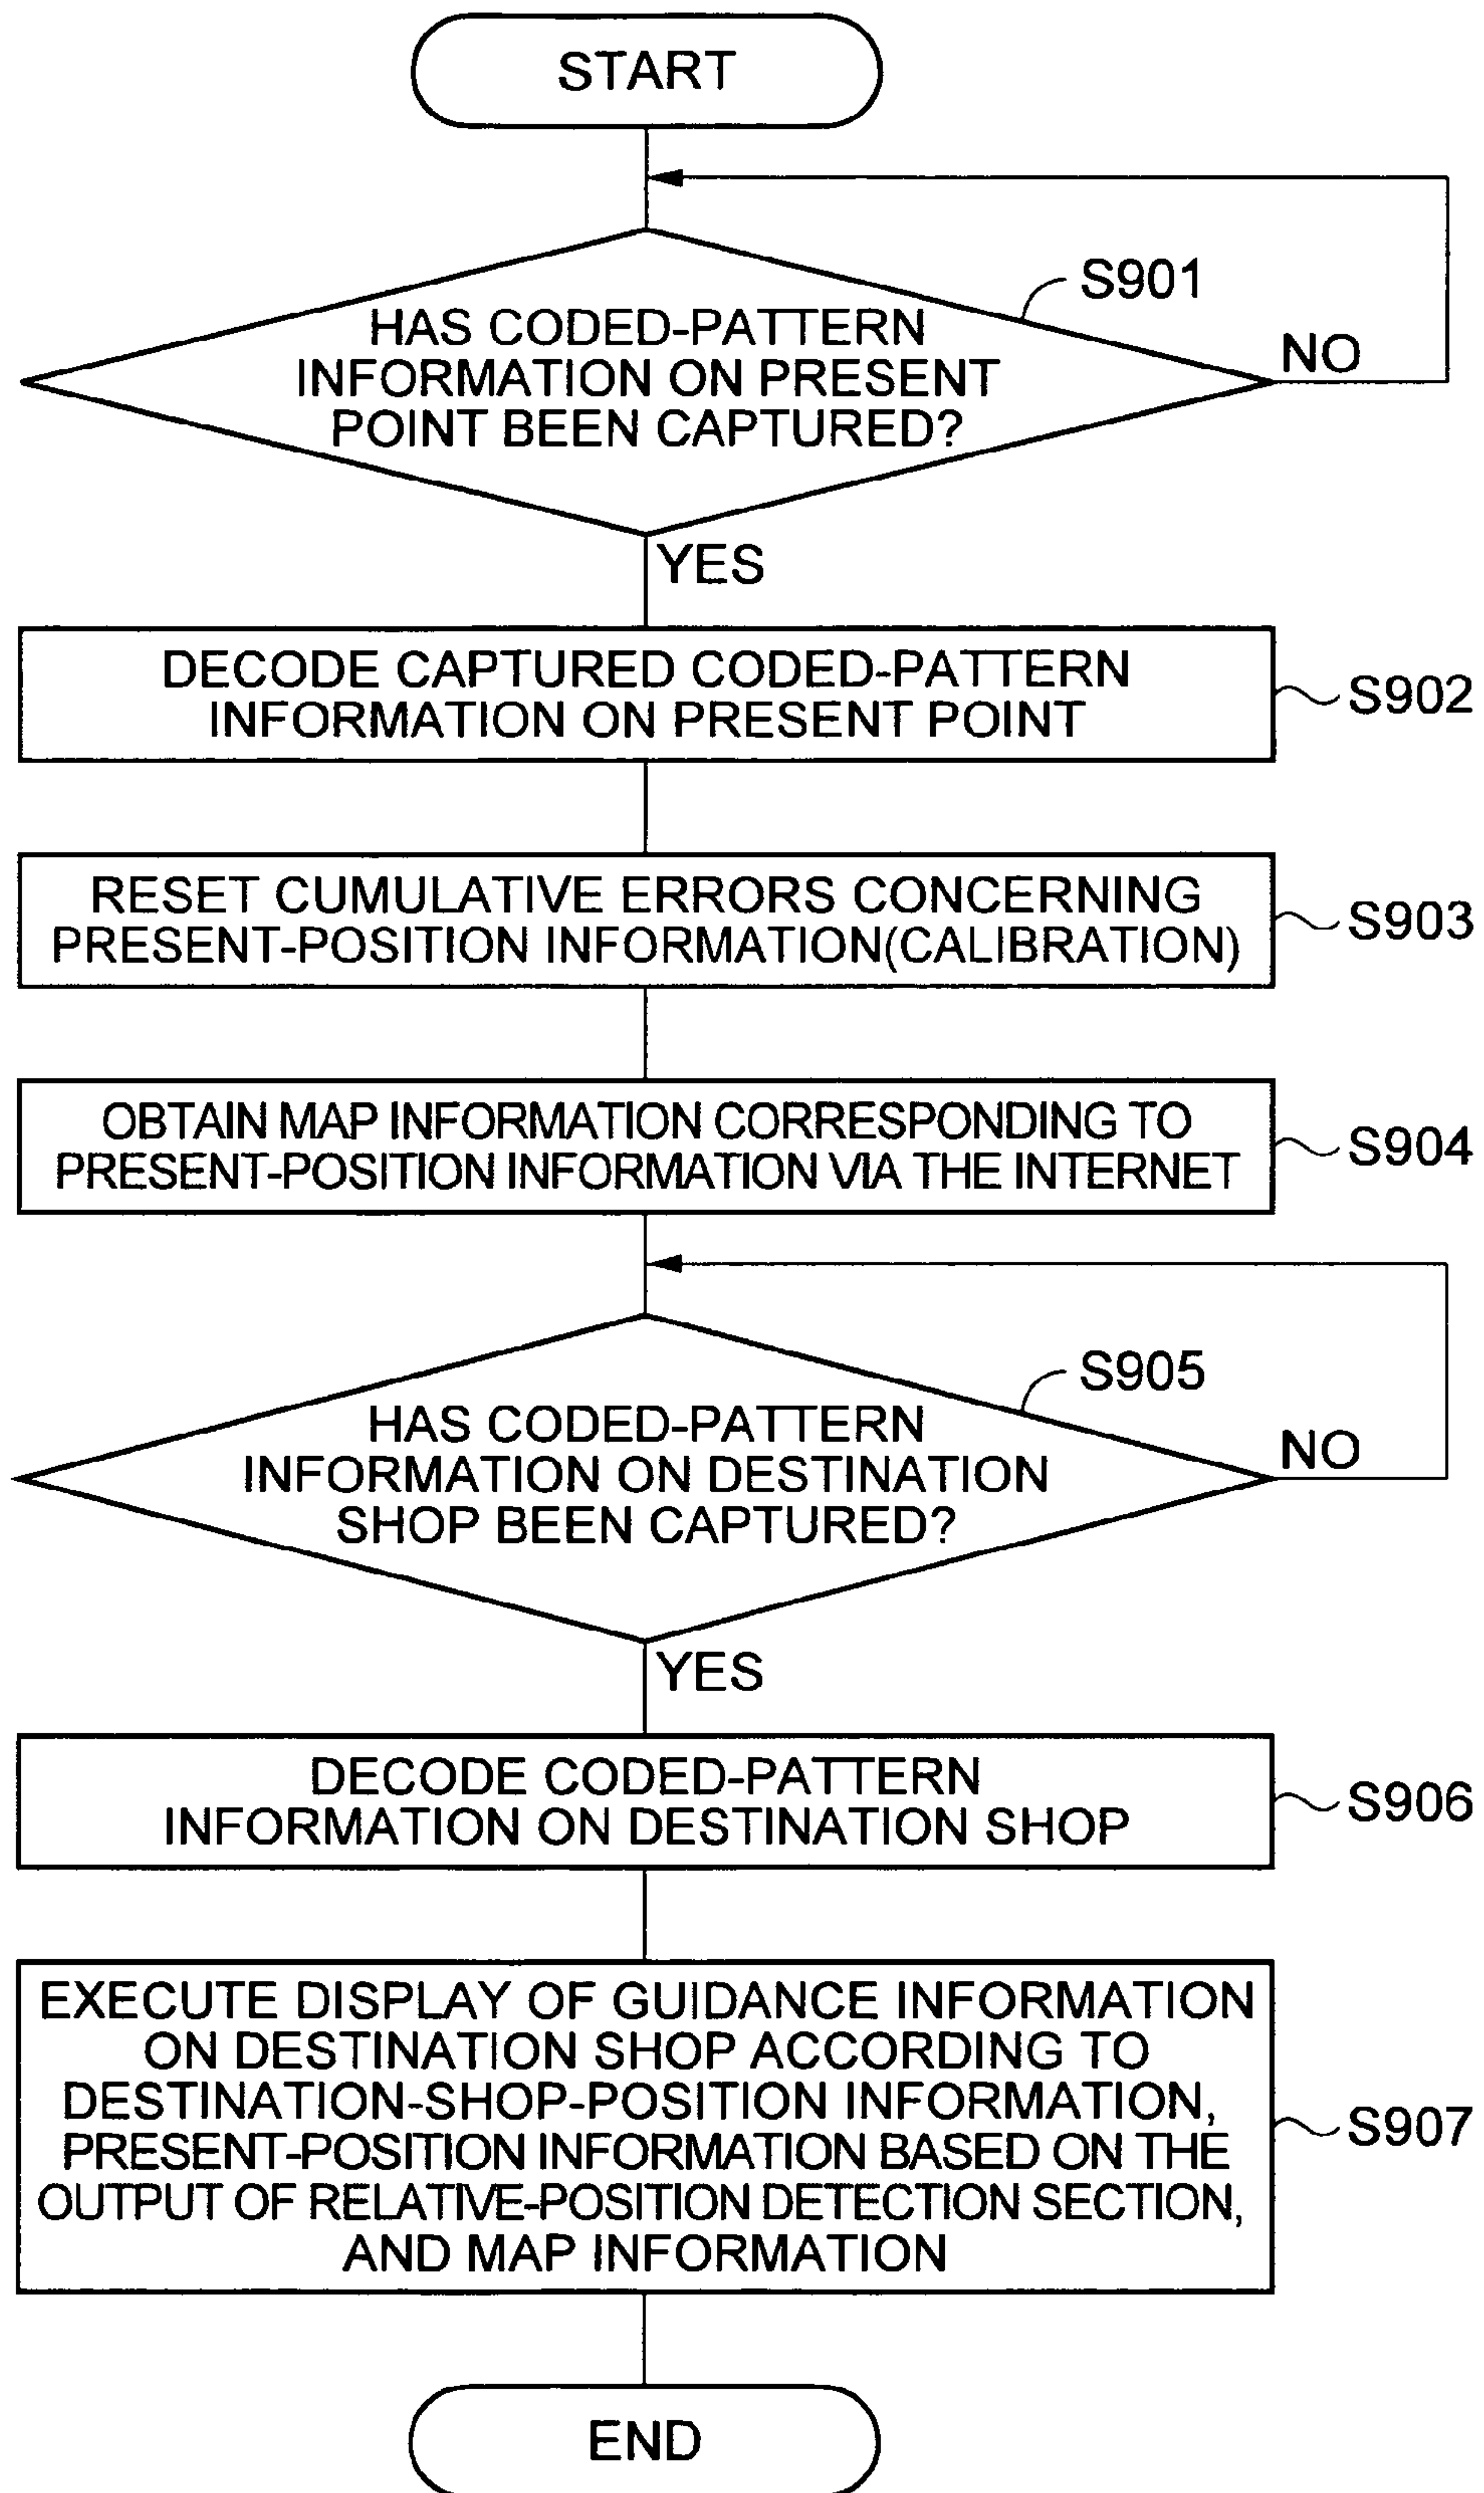 START
S901
HAS CODED-PATTERN
INFORMATION ON PRESENT
POINT BEEN CAPTURED?
NO
YES
DECODE CAPTURED CODED-PATTERN
INFORMATION ON PRESENT POINT
S902
RESET CUMULATIVE ERRORS CONCERNING
PRESENT-POSITION INFORMATION(CALIBRATION)
S903
OBTAIN MAP INFORMATION CORRESPONDING TO
PRESENT-POSITION INFORMATION VIA THE INTERNET
S904
S905
HAS CODED-PATTERN
INFORMATION ON DESTINATION
SHOP BEEN CAPTURED?
NO
YES
DECODE CODED-PATTERN
INFORMATION ON DESTINATION SHOP
S906
EXECUTE DISPLAY OF GUIDANCE INFORMATION
ON DESTINATION SHOP ACCORDING TO
DESTINATION-SHOP-POSITION INFORMATION,
PRESENT-POSITION INFORMATION BASED ON THE
OUTPUT OF RELATIVE-POSITION DETECTION SECTION,
AND MAP INFORMATION
S907
END